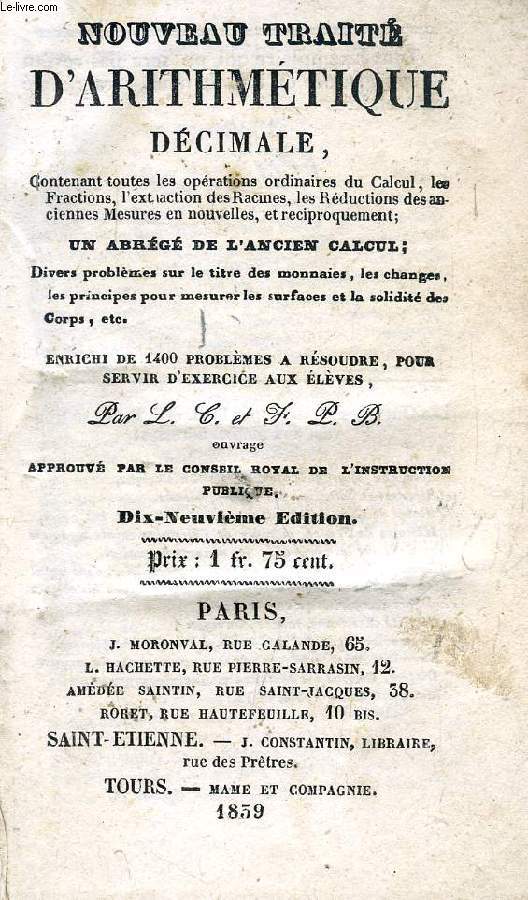 Le-livre.com
NOUVEAU TRAITÉ
D'ARITHMÉTIQUE
DÉCIMALE,
Contenant toutes les opérations ordinaires du Calcul, les
Fractions, l'extraction des Racines, les Réductions des an-
ciennes Mesures en nouvelles, et reciproquement;
UN ABRÉGÉ DE L'ANCIEN CALCUL;
Divers problèmes sur le titre des monnaies, les changes,
les principes pour mesurer les surfaces et la solidité des
Corps, etc.
ENRICHI DE 1400 PROBLÈMES A RÉSOUDRE, POUR
SERVIR D'EXERCICE AUX ÉLÈVES,
Par L. C. et F. P. B.
ouvrage
APPROUVÉ PAR LE CONSEIL ROYAL DE L'INSTRUCTION
PUBLIQUE.
Dix-Neuvième Edition.
Prix : 1 fr. 75 cent.
PARIS,
J. MORONVAL, RUE GALANDE, 65.
L. HACHETTE, RUE PIERRE-SARRASIN, 12.
AMÉDÉE SAINTIN, RUE SAINT-JACQUES, 38.
RORET, RUE HAUTEFEUILLE, 10 BIS.
SAINT-ETIENNE. — J. CONSTANTIN, LIBRAIRE,
rue des Prêtres.
TOURS. — MAME ET COMPAGNIE.
1839